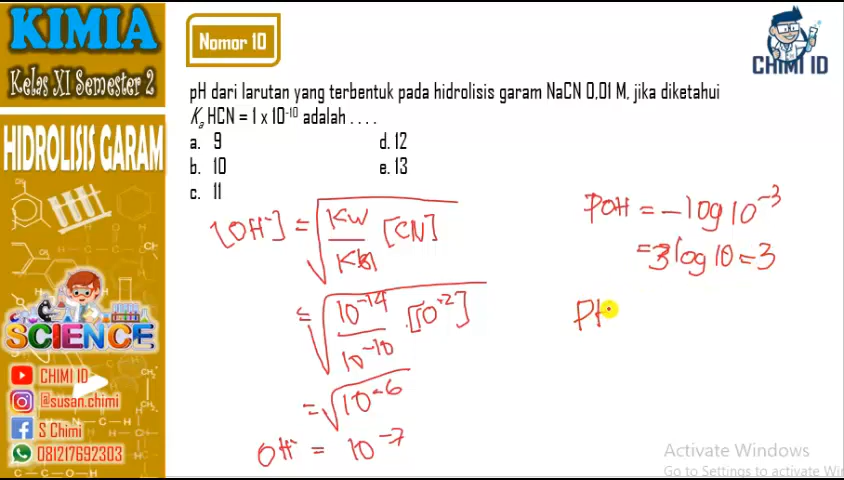 KIMIA
Kelas XI Semester 2
HIDROLISIS GARAM
SCIENCE
CHIMI ID
@susan.chimi
S Chimi
081217692303
Nomor 10
CHIMI ID
pH dari larutan yang terbentuk pada hidrolisis garam NaCN 0,01 M, jika diketahui
Ka HCN = 1 x 10⁻¹⁰ adalah . . . .
a. 9
b. 10
c. 11
d. 12
e. 13
[OH⁻] = √(Kw/Ka [CN])
= √(10⁻¹⁴/10⁻¹⁰ . [10⁻²])
= √10⁻⁶
OH⁻ = 10⁻⁷
POH = -log 10⁻³
= 3 log 10 = 3
PH
Activate Windows
Go to Settings to activate Wi